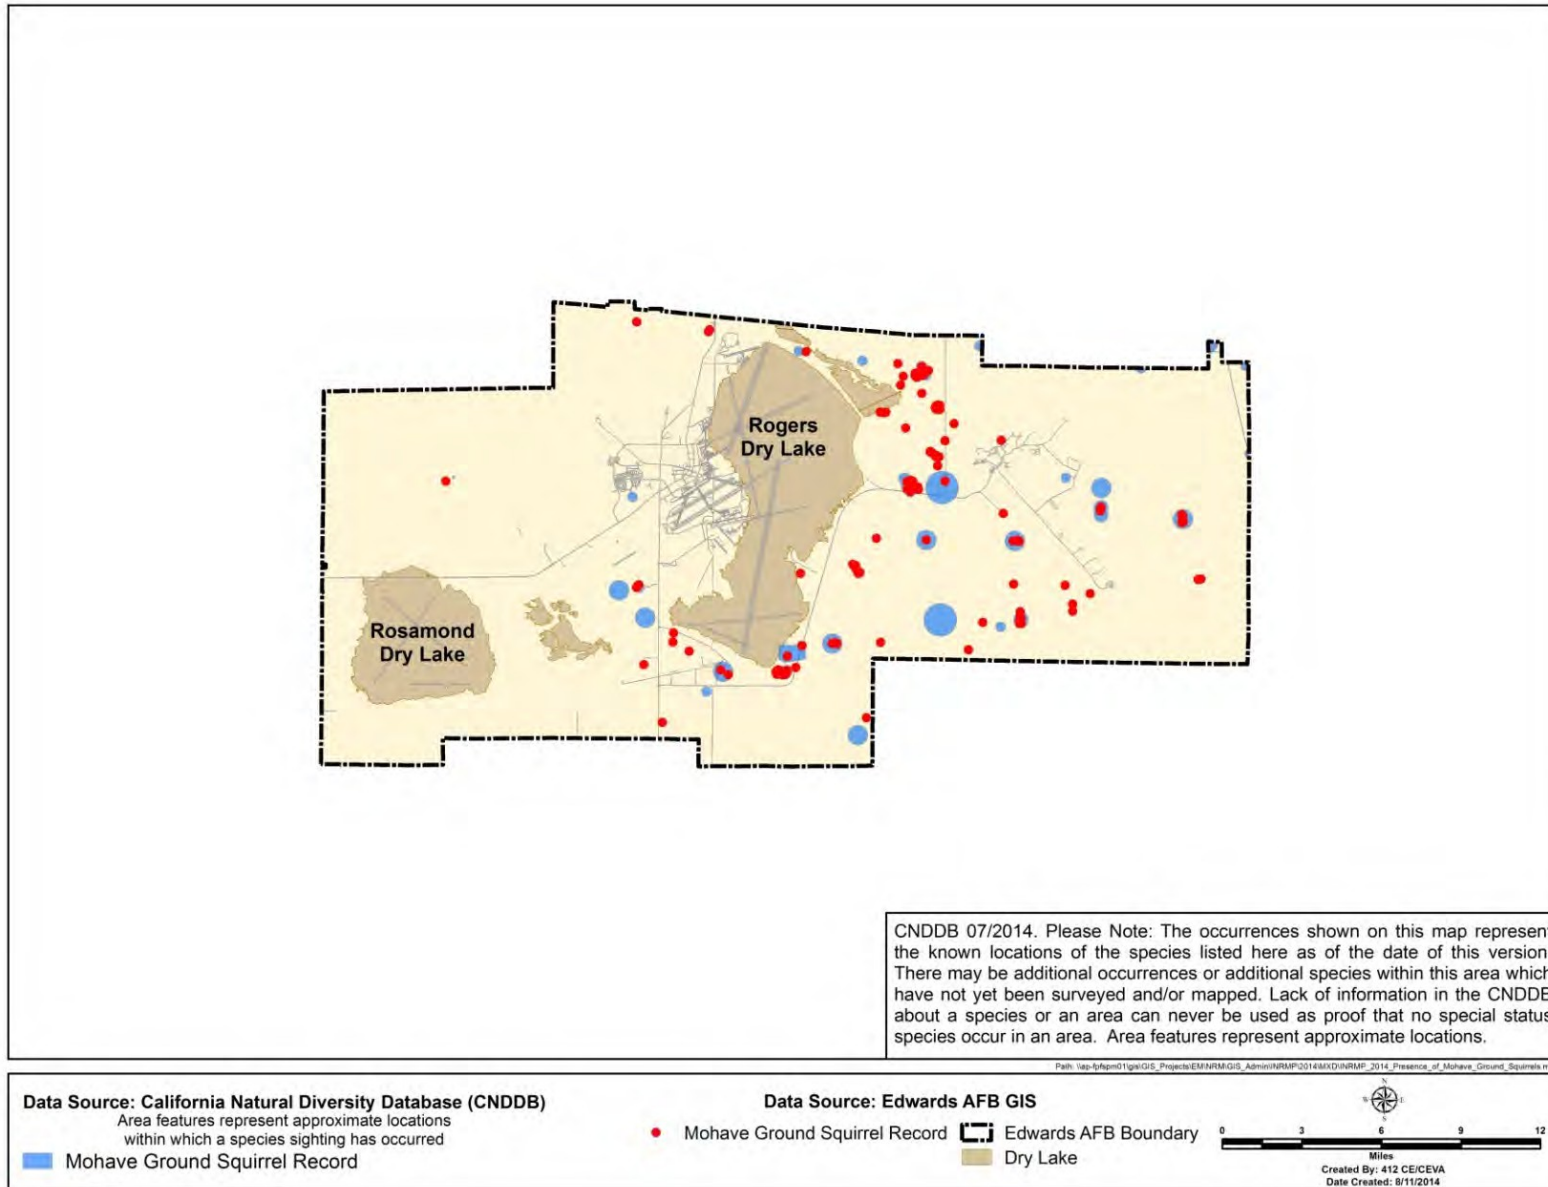 Rogers
Dry Lake
Rosamond
Dry Lake
CNDDB 07/2014. Please Note: The occurrences shown on this map represent
the known locations of the species listed here as of the date of this version
There may be additional occurrences or additional species within this area which
have not yet been surveyed and/or mapped. Lack of information in the CNDDB
about a species or an area can never be used as proof that no special status
species occur in an area. Area features represent approximate locations.
Data Source: California Natural Diversity Database (CNDDB)
Area features represent approximate locations
within which a species sighting has occurred
Mohave Ground Squirrel Record
Data Source: Edwards AFB GIS
Mohave Ground Squirrel Record
Edwards AFB Boundary
Dry Lake
N
W E
S
0 3 6 9 12
Miles
Created By: 412 CE/CEVA
Date Created: 8/11/2014